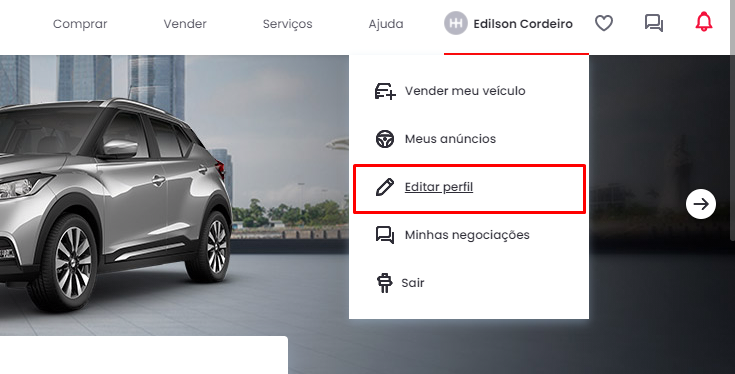 Comprar Vender Serviços Ajuda Edilson Cordeiro
Vender meu veículo
Meus anúncios
Editar perfil
Minhas negociações
Sair